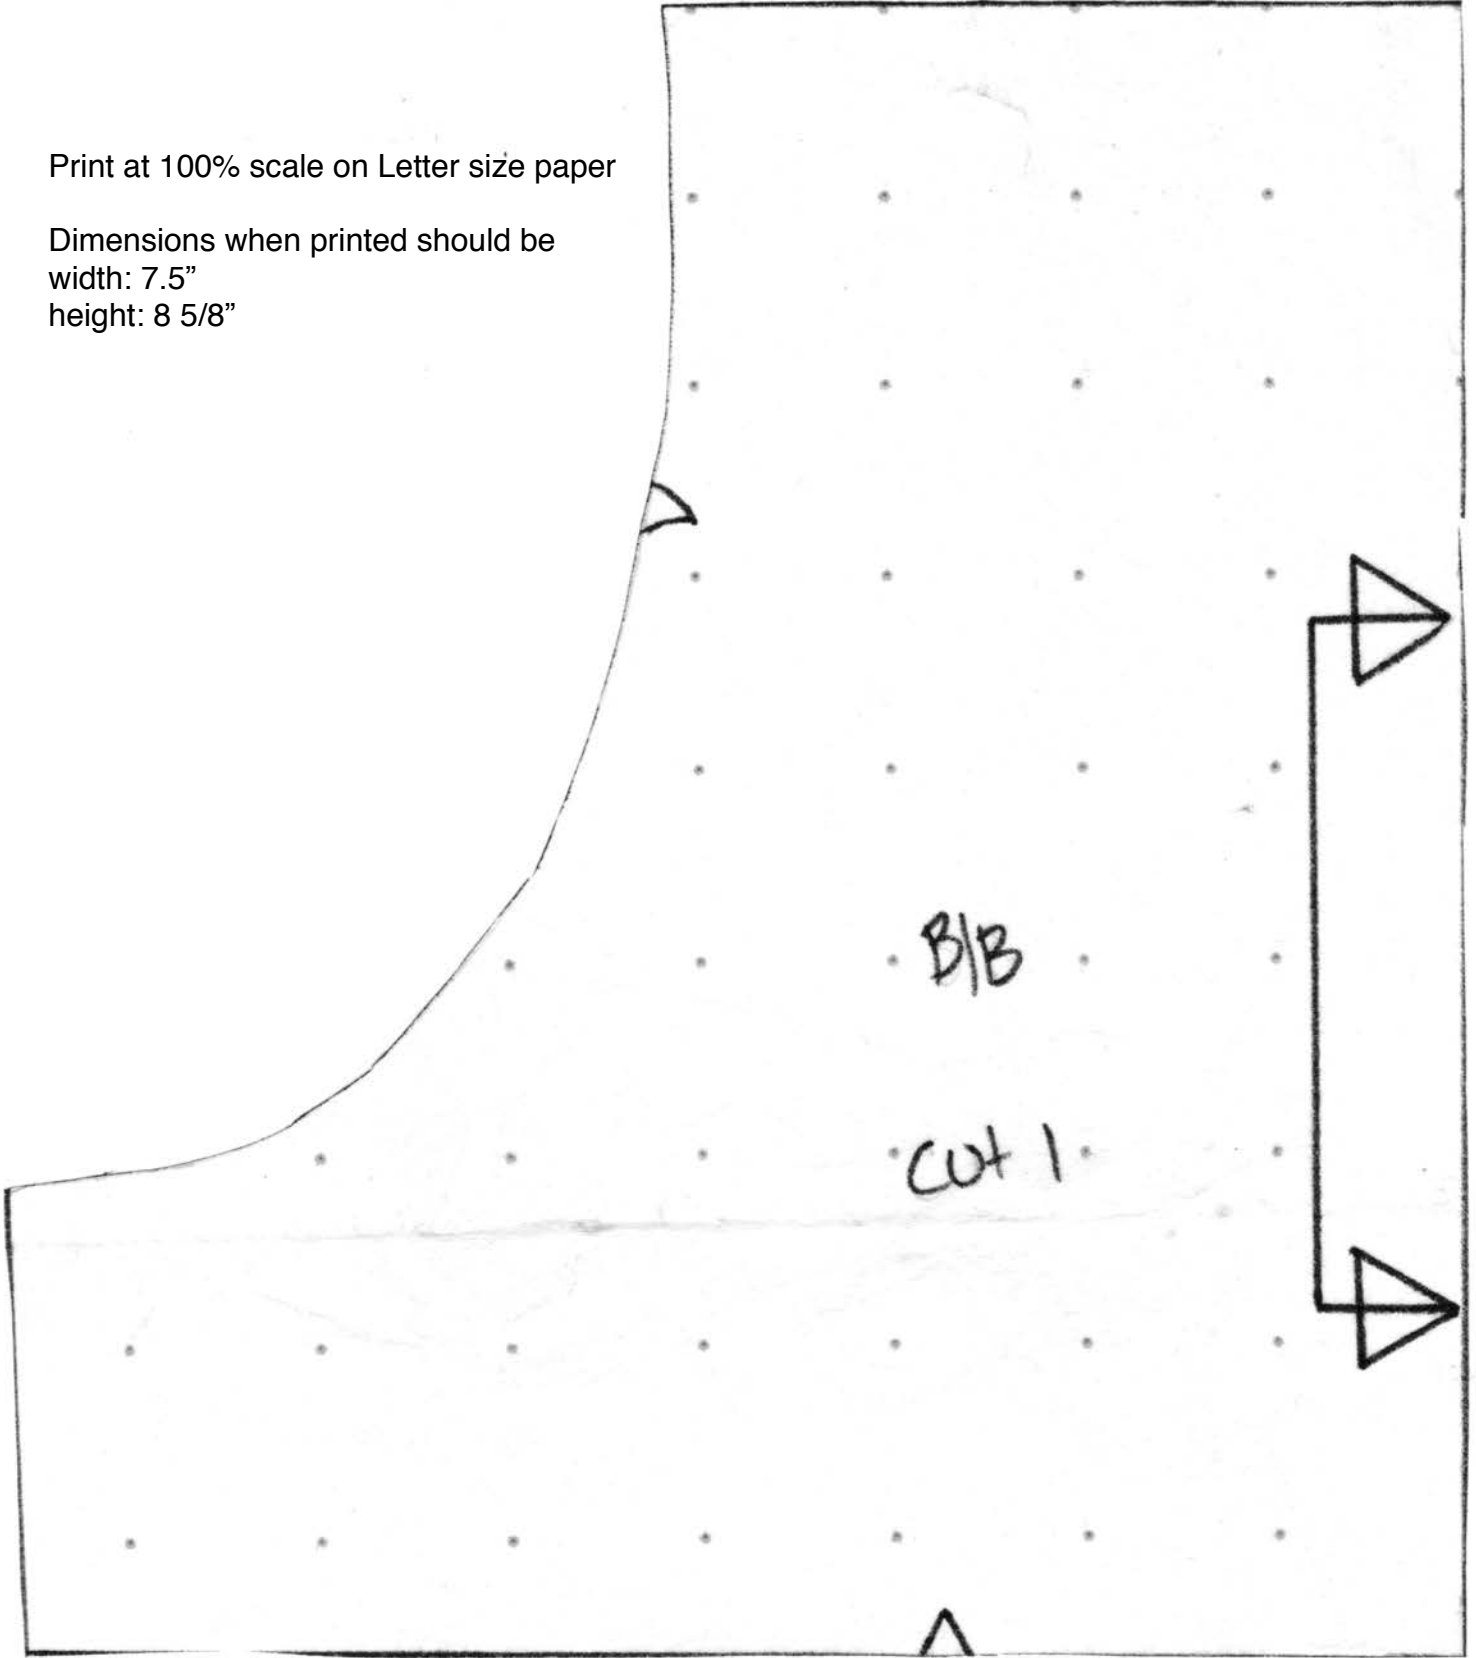 Print at 100% scale on Letter size paper
Dimensions when printed should be
width: 7.5”
height: 8 5/8”
B/B
CUT 1